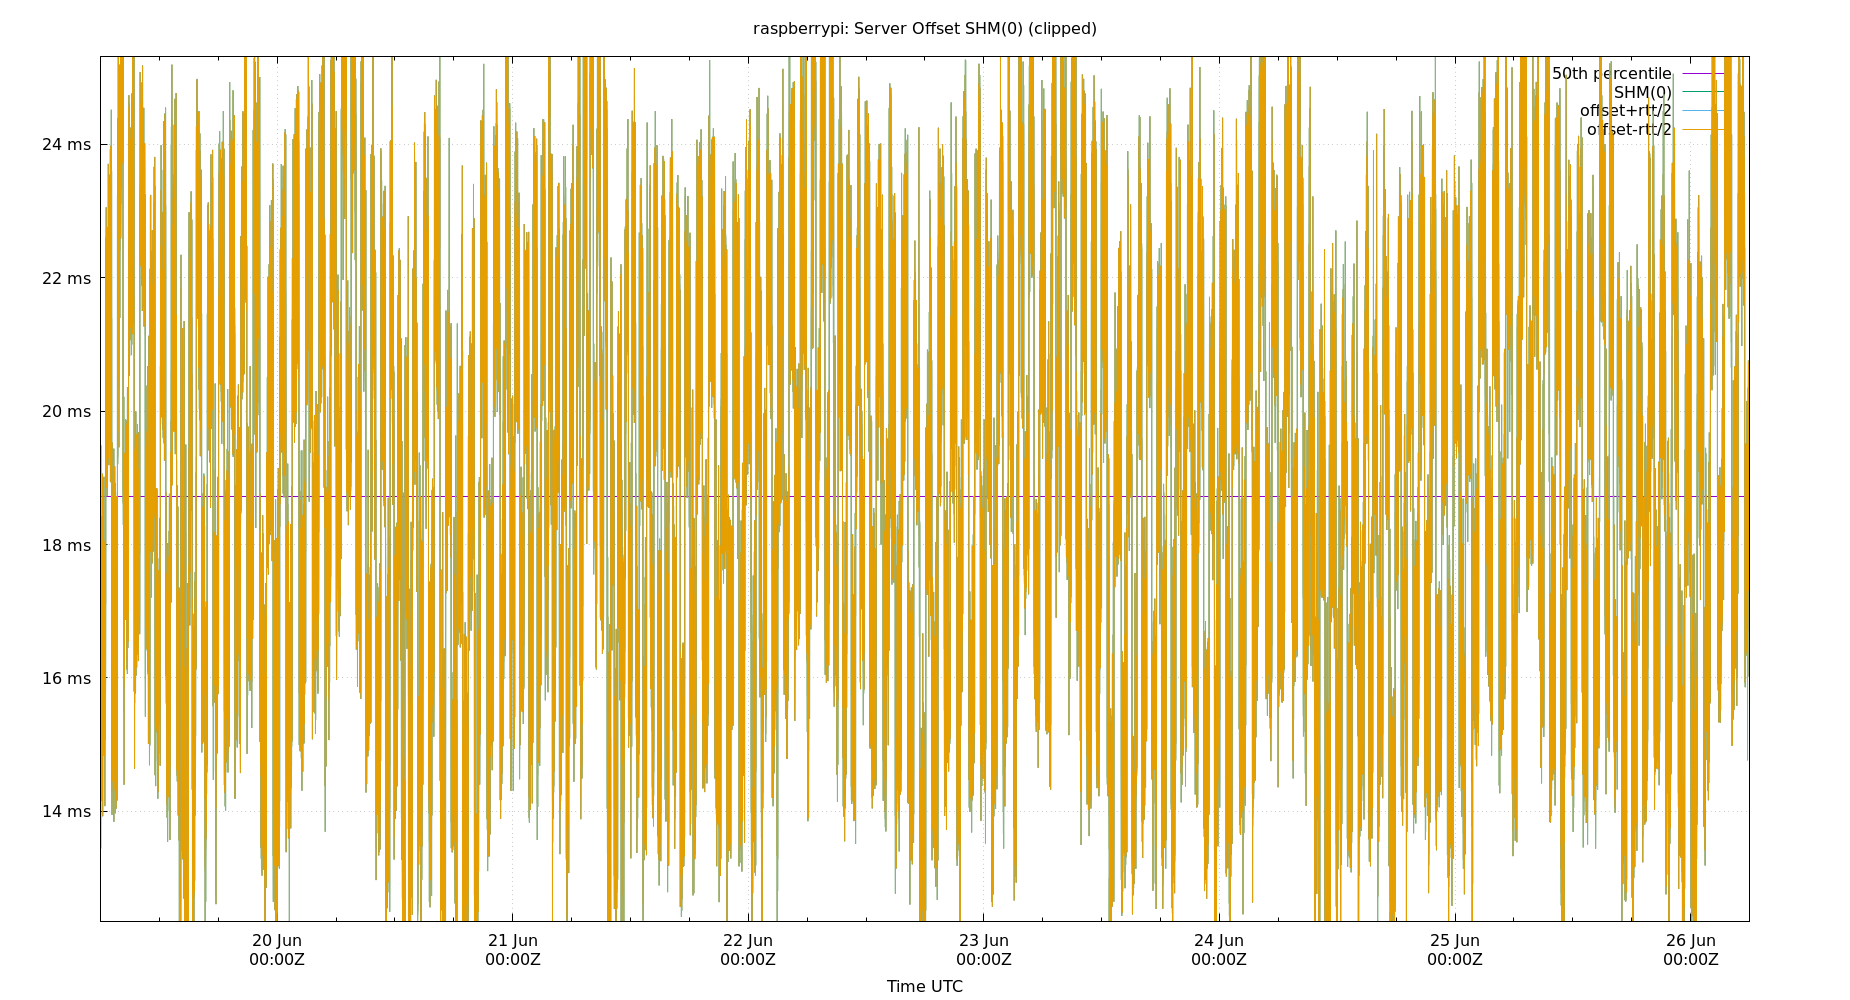 raspberrypi: Server Offset SHM(0) (clipped)
50th percentile
SHM(0)
offset+rtt/2
offset-rtt/2
24 ms
22 ms
20 ms
18 ms
16 ms
14 ms
20 Jun 21 Jun 22 Jun 23 Jun 24 Jun 25 Jun 26 Jun
00:00Z 00:00Z 00:00Z 00:00Z 00:00Z 00:00Z 00:00Z
Time UTC